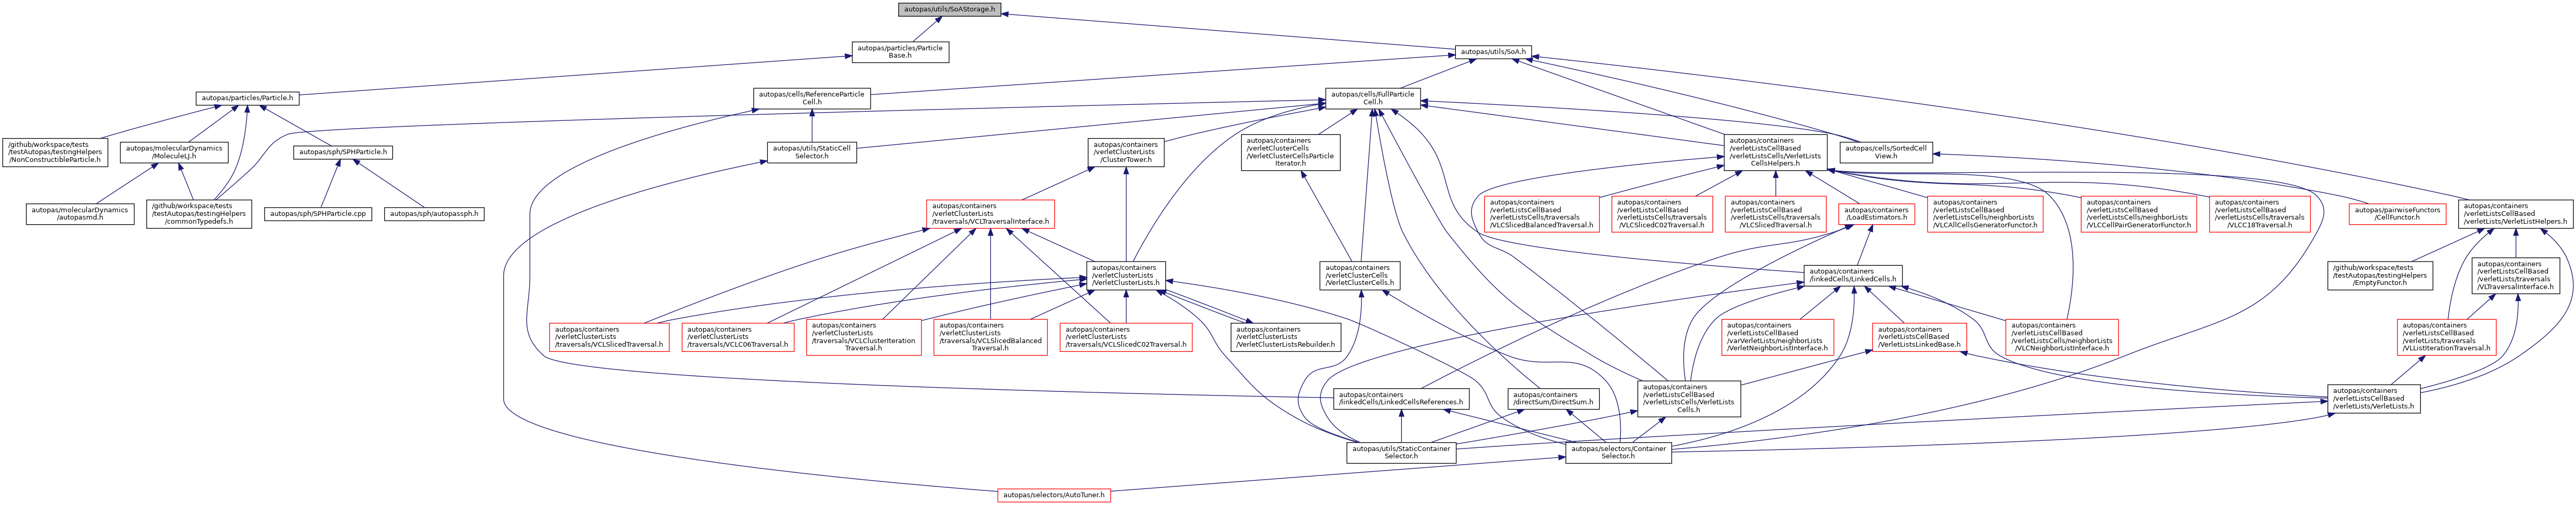 autopas/utils/SoAStorage.h
autopas/particles/Particle
Base.h
autopas/utils/SoA.h
autopas/particles/Particle.h
autopas/cells/ReferenceParticle
Cell.h
autopas/cells/FullParticle
Cell.h
/github/workspace/tests
/testAutopas/testingHelpers
/NonConstructibleParticle.h
autopas/molecularDynamics
/MoleculeLJ.h
autopas/sph/SPHParticle.h
autopas/utils/StaticCell
Selector.h
autopas/containers
/verletClusterLists
/ClusterTower.h
autopas/containers
/verletClusterCells
/VerletClusterCellsParticle
Iterator.h
autopas/containers
/verletListsCellBased
/verletListsCells/VerletLists
CellsHelpers.h
autopas/cells/SortedCell
View.h
autopas/molecularDynamics
/autopasmd.h
/github/workspace/tests
/testAutopas/testingHelpers
/commonTypedefs.h
autopas/sph/SPHParticle.cpp
autopas/sph/autopassph.h
autopas/containers
/verletClusterLists
/traversals/VCLTraversalInterface.h
autopas/containers
/verletListsCellBased
/verletListsCells/traversals
/VLCSlicedBalancedTraversal.h
autopas/containers
/verletListsCellBased
/verletListsCells/traversals
/VLCSlicedC02Traversal.h
autopas/containers
/verletListsCellBased
/verletListsCells/traversals
/VLCSlicedTraversal.h
autopas/containers
/LoadEstimators.h
autopas/containers
/verletListsCellBased
/verletListsCells/neighborLists
/VLCAllCellsGeneratorFunctor.h
autopas/containers
/verletListsCellBased
/verletListsCells/neighborLists
/VLCCellPairGeneratorFunctor.h
autopas/containers
/verletListsCellBased
/verletListsCells/traversals
/VLCC18Traversal.h
autopas/pairwiseFunctors
/CellFunctor.h
autopas/containers
/verletListsCellBased
/verletLists/VerletListHelpers.h
autopas/containers
/verletClusterLists
/VerletClusterLists.h
autopas/containers
/verletClusterCells
/VerletClusterCells.h
autopas/containers
/linkedCells/LinkedCells.h
/github/workspace/tests
/testAutopas/testingHelpers
/EmptyFunctor.h
autopas/containers
/verletListsCellBased
/verletLists/traversals
/VLTraversalInterface.h
autopas/containers
/verletClusterLists
/traversals/VCLSlicedTraversal.h
autopas/containers
/verletClusterLists
/traversals/VCLC06Traversal.h
autopas/containers
/verletClusterLists
/traversals/VCLClusterIteration
Traversal.h
autopas/containers
/verletClusterLists
/traversals/VCLSlicedBalanced
Traversal.h
autopas/containers
/verletClusterLists
/traversals/VCLSlicedC02Traversal.h
autopas/containers
/verletClusterLists
/VerletClusterListsRebuilder.h
autopas/containers
/verletListsCellBased
/varVerletLists/neighborLists
/VerletNeighborListInterface.h
autopas/containers
/verletListsCellBased
/VerletListsLinkedBase.h
autopas/containers
/verletListsCellBased
/verletListsCells/neighborLists
/VLCNeighborListInterface.h
autopas/containers
/verletListsCellBased
/verletLists/traversals
/VLListIterationTraversal.h
autopas/containers
/linkedCells/LinkedCellsReferences.h
autopas/containers
/directSum/DirectSum.h
autopas/containers
/verletListsCellBased
/verletListsCells/VerletLists
Cells.h
autopas/containers
/verletListsCellBased
/verletLists/VerletLists.h
autopas/utils/StaticContainer
Selector.h
autopas/selectors/Container
Selector.h
autopas/selectors/AutoTuner.h